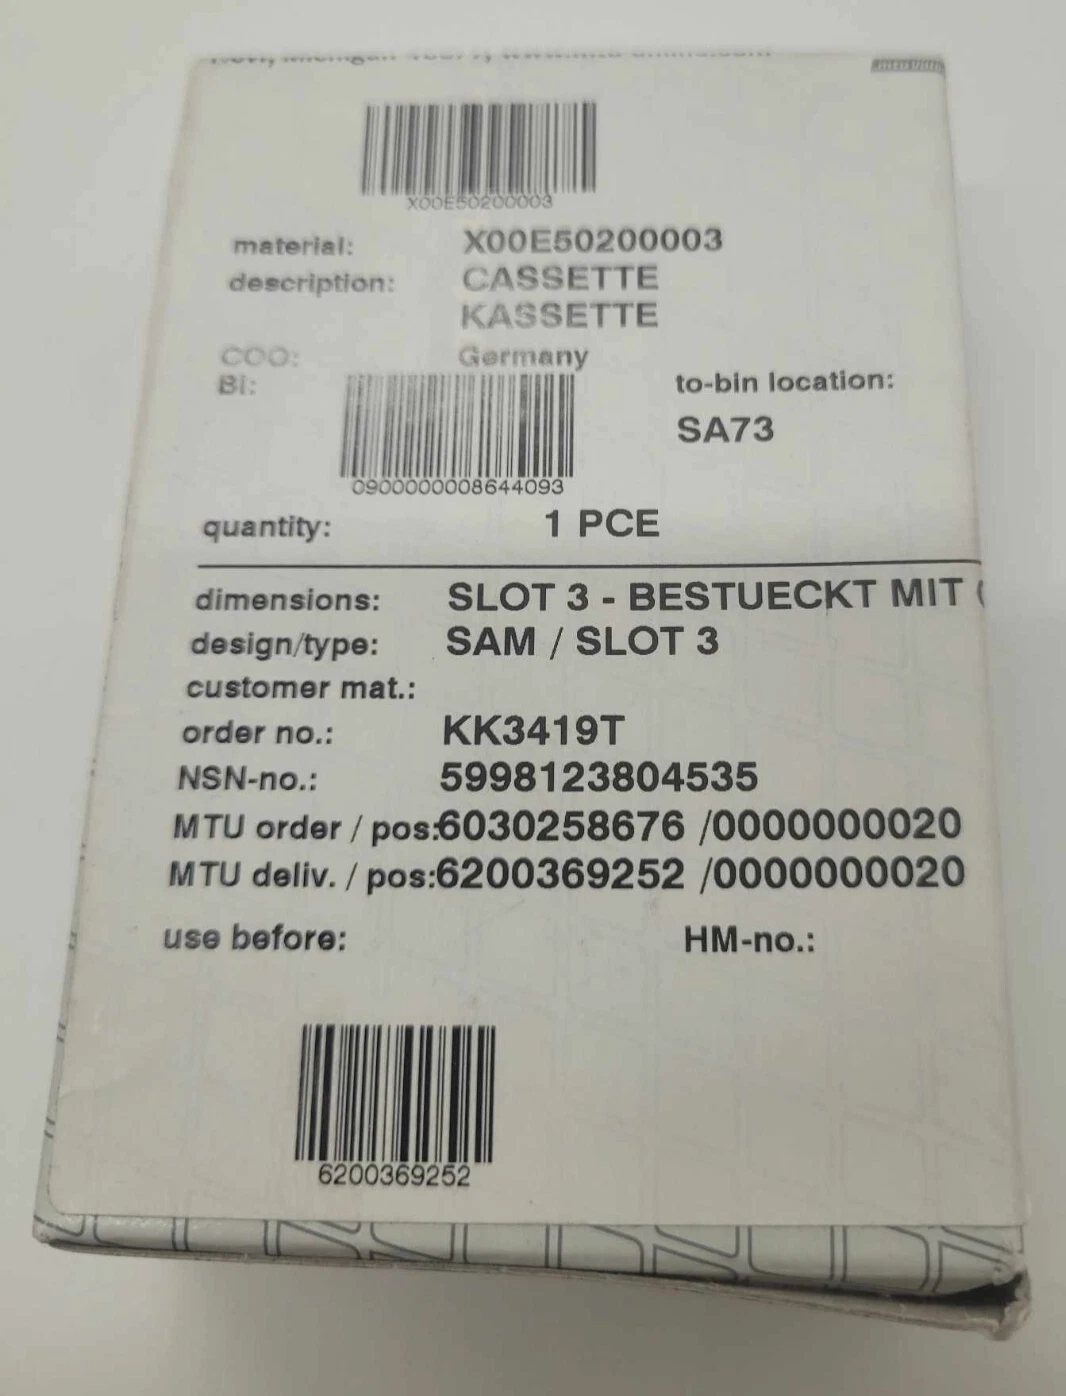 X00E50200003
material: X00E50200003
description: CASSETTE
KASSETTE
COO: Germany
BI:
to-bin location:
SA73
0900000008644093
quantity: 1 PCE
dimensions: SLOT 3 - BESTUECKT MIT (
design/type: SAM / SLOT 3
customer mat.:
order no.: KK3419T
NSN-no.: 5998123804535
MTU order / pos:6030258676 /0000000020
MTU deliv. / pos:6200369252 /0000000020
use before: HM-no.:
6200369252